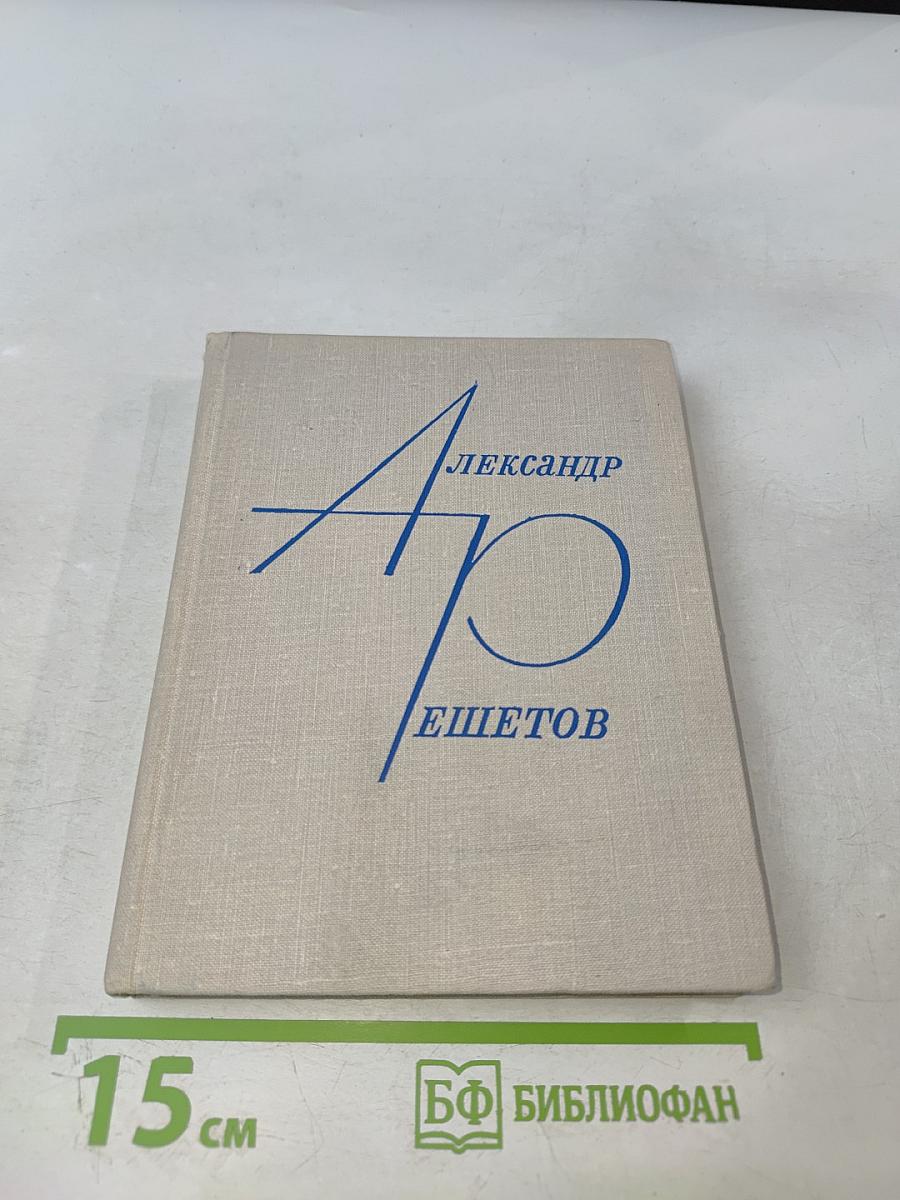 Александр
Решетов
15 см
БФ БИБЛИОФАН